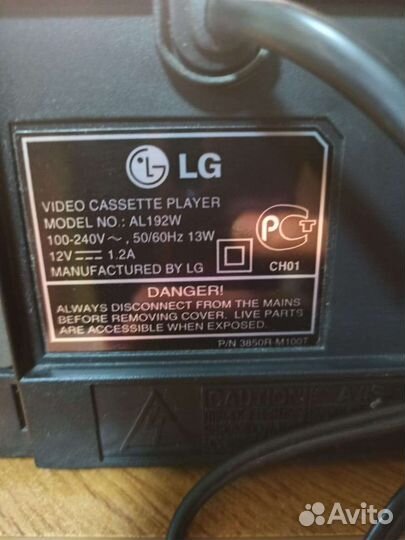 LG
VIDEO CASSETTE PLAYER
MODEL NO.: AL192W
100-240V ~, 50/60Hz 13W
12V ⎓ 1.2A
MANUFACTURED BY LG
РСТ
CH01
DANGER!
ALWAYS DISCONNECT FROM THE MAINS
BEFORE REMOVING COVER. LIVE PARTS
ARE ACCESSIBLE WHEN EXPOSED.
P/N 3850R-M100T
CAUTION
Avito